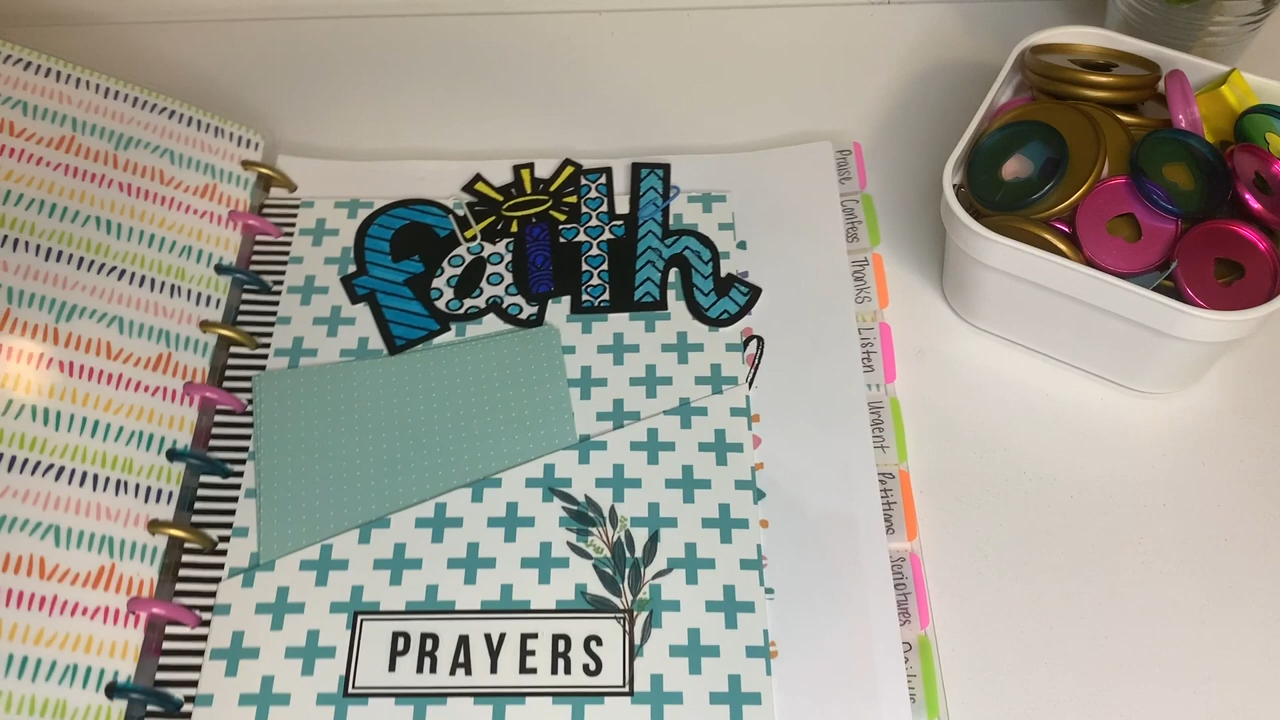 faith
PRAYERS
Praise
Confess
Thanks
Listen
Urgent
Petitions
Scriptures